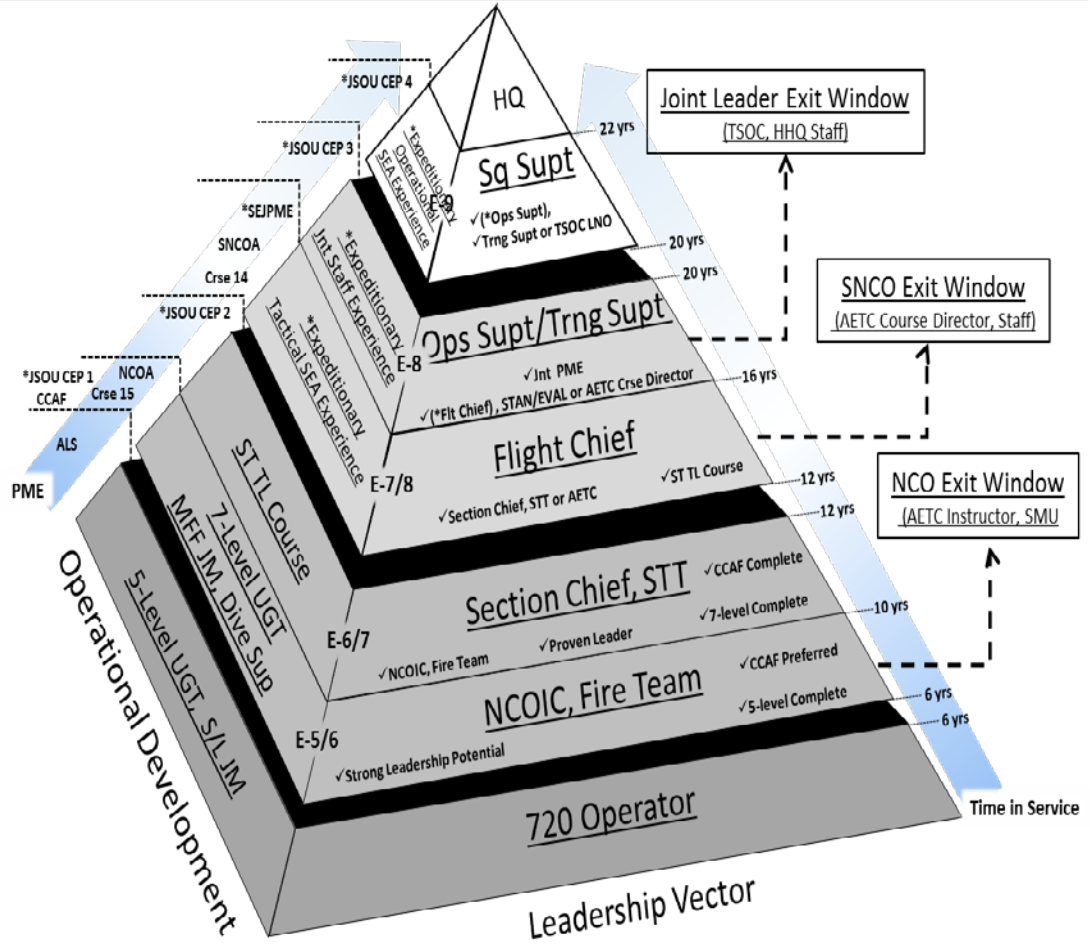 *JSOU CEP 4
*JSOU CEP 3
*SEJPME
SNCOA
Crse 14
*JSOU CEP 2
NCOA
*JSOU CEP 1
CCAF
Crse 15
ALS
PME
HQ
22 yrs
*Expeditionary
Operational
SEA Experience
E-9
Sq Supt
✓(*Ops Supt),
✓Trng Supt or TSOC LNO
20 yrs
20 yrs
*Expeditionary
Jnt Staff Experience
E-8
Ops Supt/Trng Supt
✓Jnt PME
✓(*Flt Chief) , STAN/EVAL or AETC Crse Director
16 yrs
*Expeditionary
Tactical SEA Experience
E-7/8
Flight Chief
✓ST TL Course
✓Section Chief, STT or AETC
12 yrs
12 yrs
ST TL Course
E-6/7
Section Chief, STT
✓CCAF Complete
✓7-level Complete
✓Proven Leader
✓NCOIC, Fire Team
10 yrs
7-Level UGT
MFF JM, Dive Sup
E-5/6
NCOIC, Fire Team
✓CCAF Preferred
✓5-level Complete
✓Strong Leadership Potential
6 yrs
6 yrs
5-Level UGT, S/L JM
720 Operator
Time in Service
Operational Development
Leadership Vector
Joint Leader Exit Window
(TSOC, HHQ Staff)
SNCO Exit Window
(AETC Course Director, Staff)
NCO Exit Window
(AETC Instructor, SMU